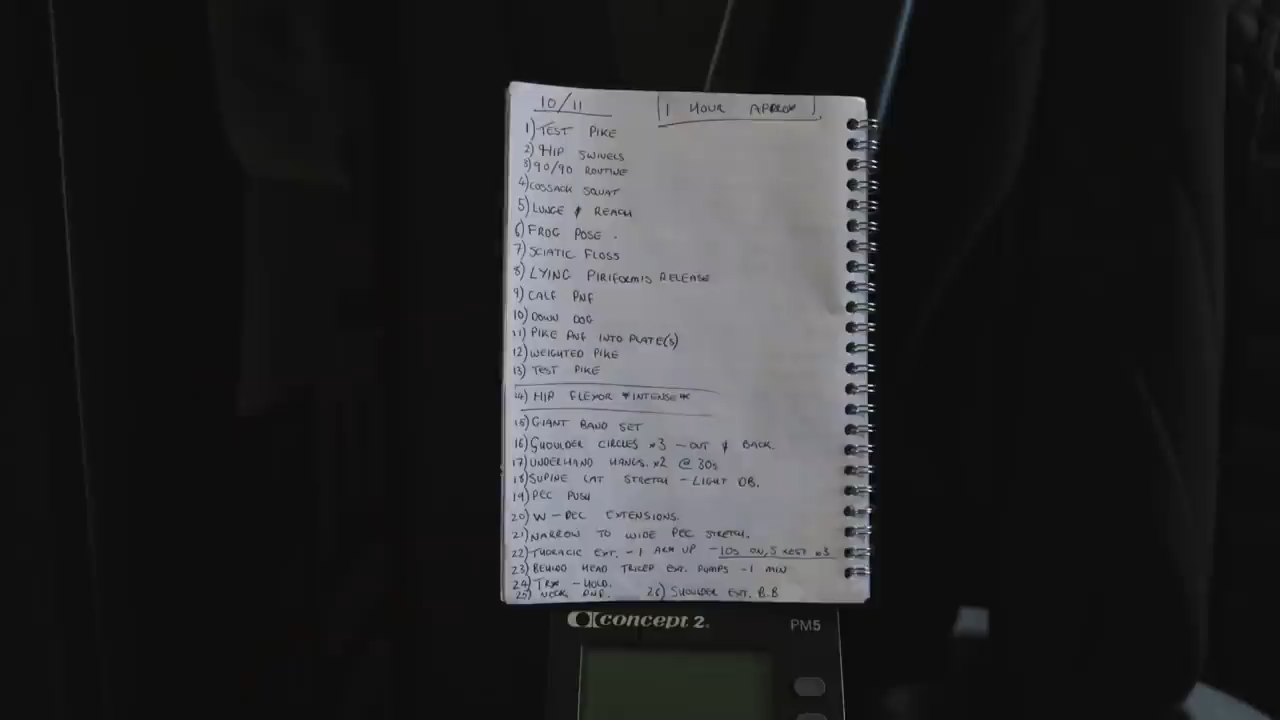 10/11 1 HOUR APPROX
1) TEST PIKE
2) HIP SWIVELS
3) 90/90 ROUTINE
4) COSSACK SQUAT
5) LUNGE & REACH
6) FROG POSE
7) SCIATIC FLOSS
8) LYING PIRIFORMIS RELEASE
9) CALF PNF
10) DOWN DOG
11) PIKE PNF INTO PLATE(S)
12) WEIGHTED PIKE
13) TEST PIKE
14) HIP FLEXOR *INTENSE*
15) GIANT BAND SET
16) SHOULDER CIRCLES x3 - OUT & BACK.
17) UNDERHAND HANGS. x2 @ 30s
18) SUPINE LAT STRETCH - LIGHT DB.
19) PEC PUSH
20) W - PEC EXTENSIONS.
21) NARROW TO WIDE PEC STRETCH.
22) THORACIC EXT. - 1 ARM UP - 10s ON, 5 REST x3
23) BEHIND HEAD TRICEP EXT. PUMPS - 1 MIN
24) TRX - HOLD.
25) NECK PNF. 26) SHOULDER EXT. B.B
concept 2. PM5